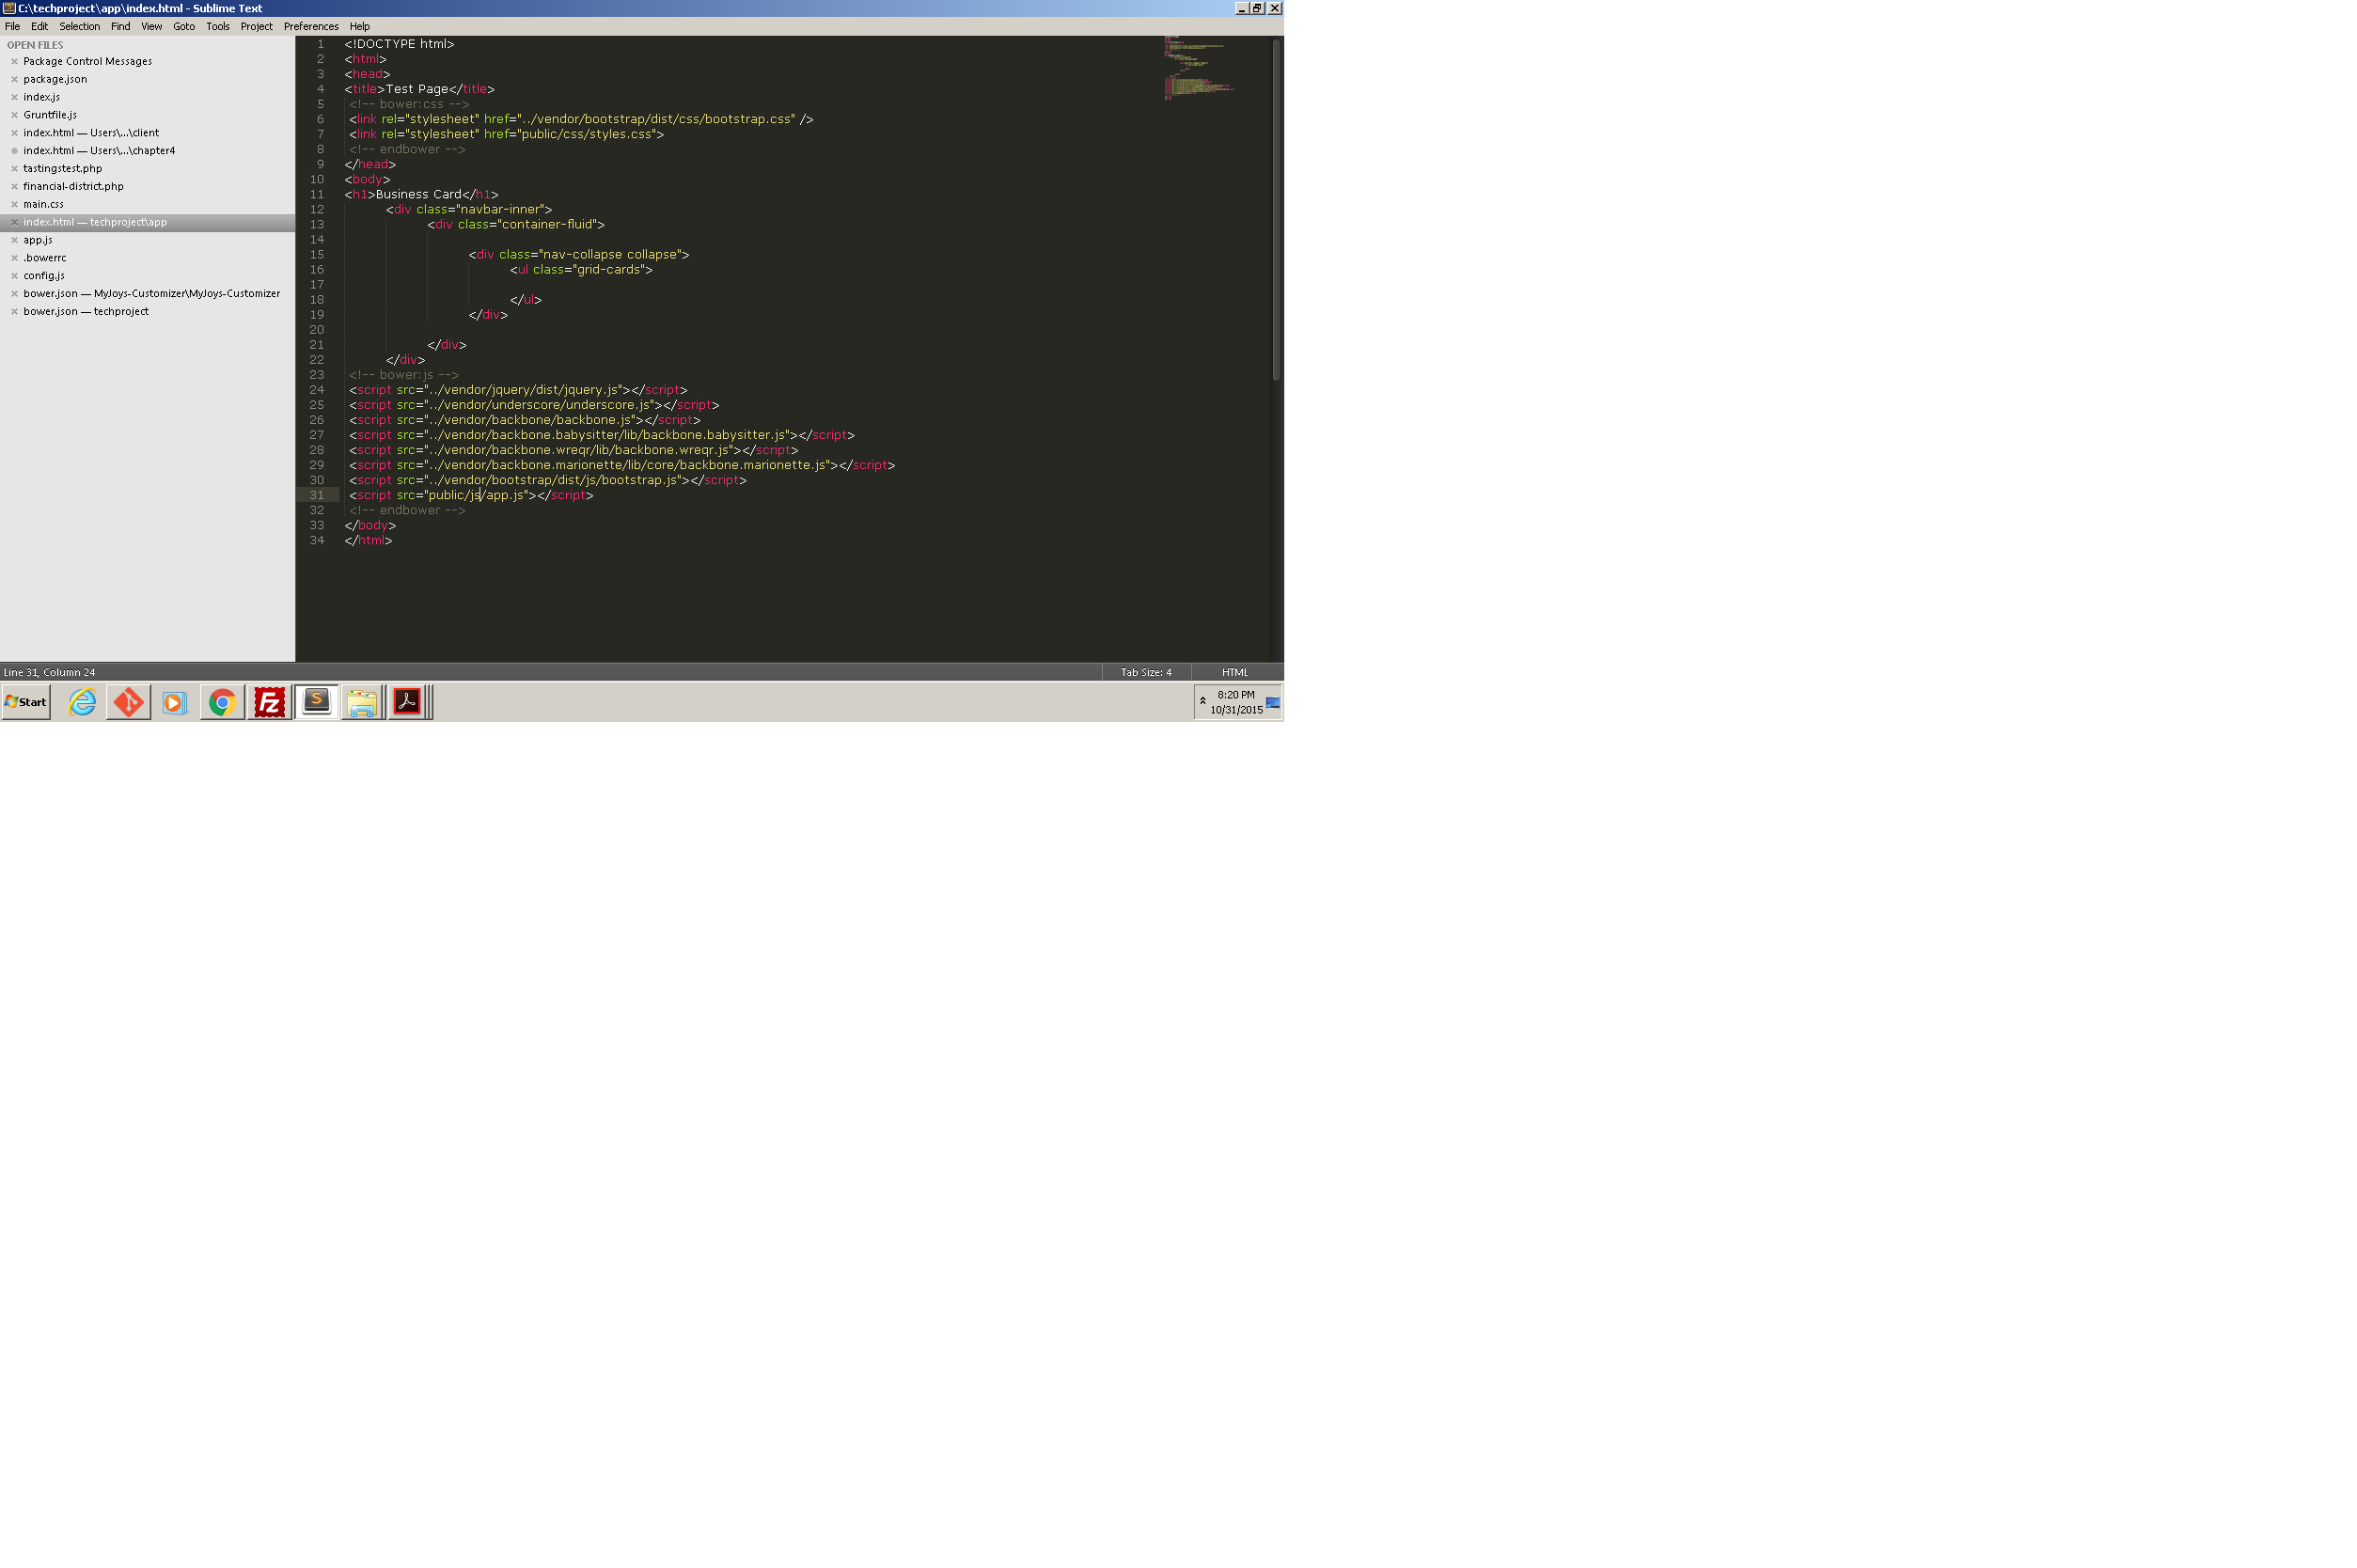 C:\techproject\app\index.html - Sublime Text
File Edit Selection Find View Goto Tools Project Preferences Help
OPEN FILES
Package Control Messages
package.json
index.js
Gruntfile.js
index.html — Users\...\client
index.html — Users\...\chapter4
tastingstest.php
financial-district.php
main.css
index.html — techproject\app
app.js
.bowerrc
config.js
bower.json — MyJoys-Customizer\MyJoys-Customizer
bower.json — techproject
1 <!DOCTYPE html>
2 <html>
3 <head>
4 <title>Test Page</title>
5 <!-- bower:css -->
6 <link rel="stylesheet" href="../vendor/bootstrap/dist/css/bootstrap.css" />
7 <link rel="stylesheet" href="public/css/styles.css">
8 <!-- endbower -->
9 </head>
10 <body>
11 <h1>Business Card</h1>
12 <div class="navbar-inner">
13 <div class="container-fluid">
14
15 <div class="nav-collapse collapse">
16 <ul class="grid-cards">
17
18 </ul>
19 </div>
20
21 </div>
22 </div>
23 <!-- bower:js -->
24 <script src="../vendor/jquery/dist/jquery.js"></script>
25 <script src="../vendor/underscore/underscore.js"></script>
26 <script src="../vendor/backbone/backbone.js"></script>
27 <script src="../vendor/backbone.babysitter/lib/backbone.babysitter.js"></script>
28 <script src="../vendor/backbone.wreqr/lib/backbone.wreqr.js"></script>
29 <script src="../vendor/backbone.marionette/lib/core/backbone.marionette.js"></script>
30 <script src="../vendor/bootstrap/dist/js/bootstrap.js"></script>
31 <script src="public/js/app.js"></script>
32 <!-- endbower -->
33 </body>
34 </html>
Line 31, Column 24 Tab Size: 4 HTML
Start Fz S 8:20 PM
10/31/2015